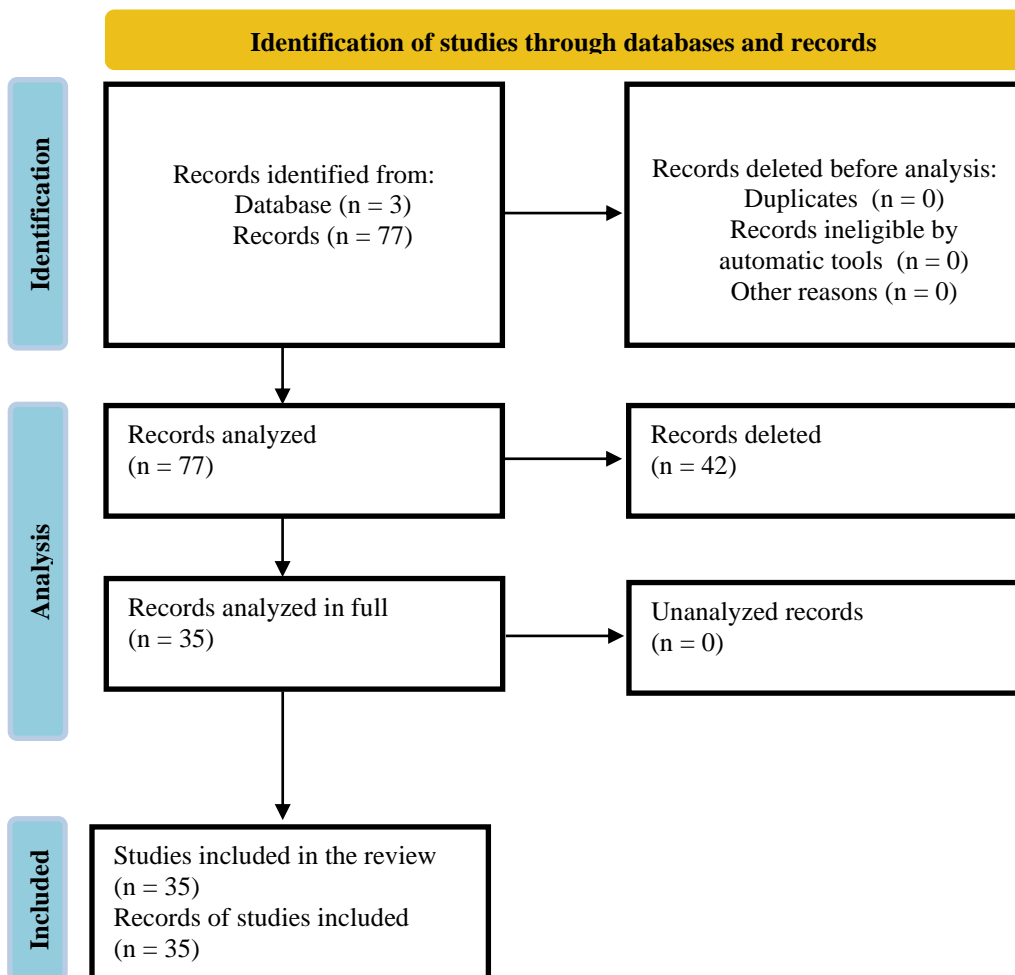 Identification of studies through databases and records
Identification
Records identified from:
Database (n = 3)
Records (n = 77)
Records deleted before analysis:
Duplicates (n = 0)
Records ineligible by
automatic tools (n = 0)
Other reasons (n = 0)
Analysis
Records analyzed
(n = 77)
Records deleted
(n = 42)
Records analyzed in full
(n = 35)
Unanalyzed records
(n = 0)
Included
Studies included in the review
(n = 35)
Records of studies included
(n = 35)